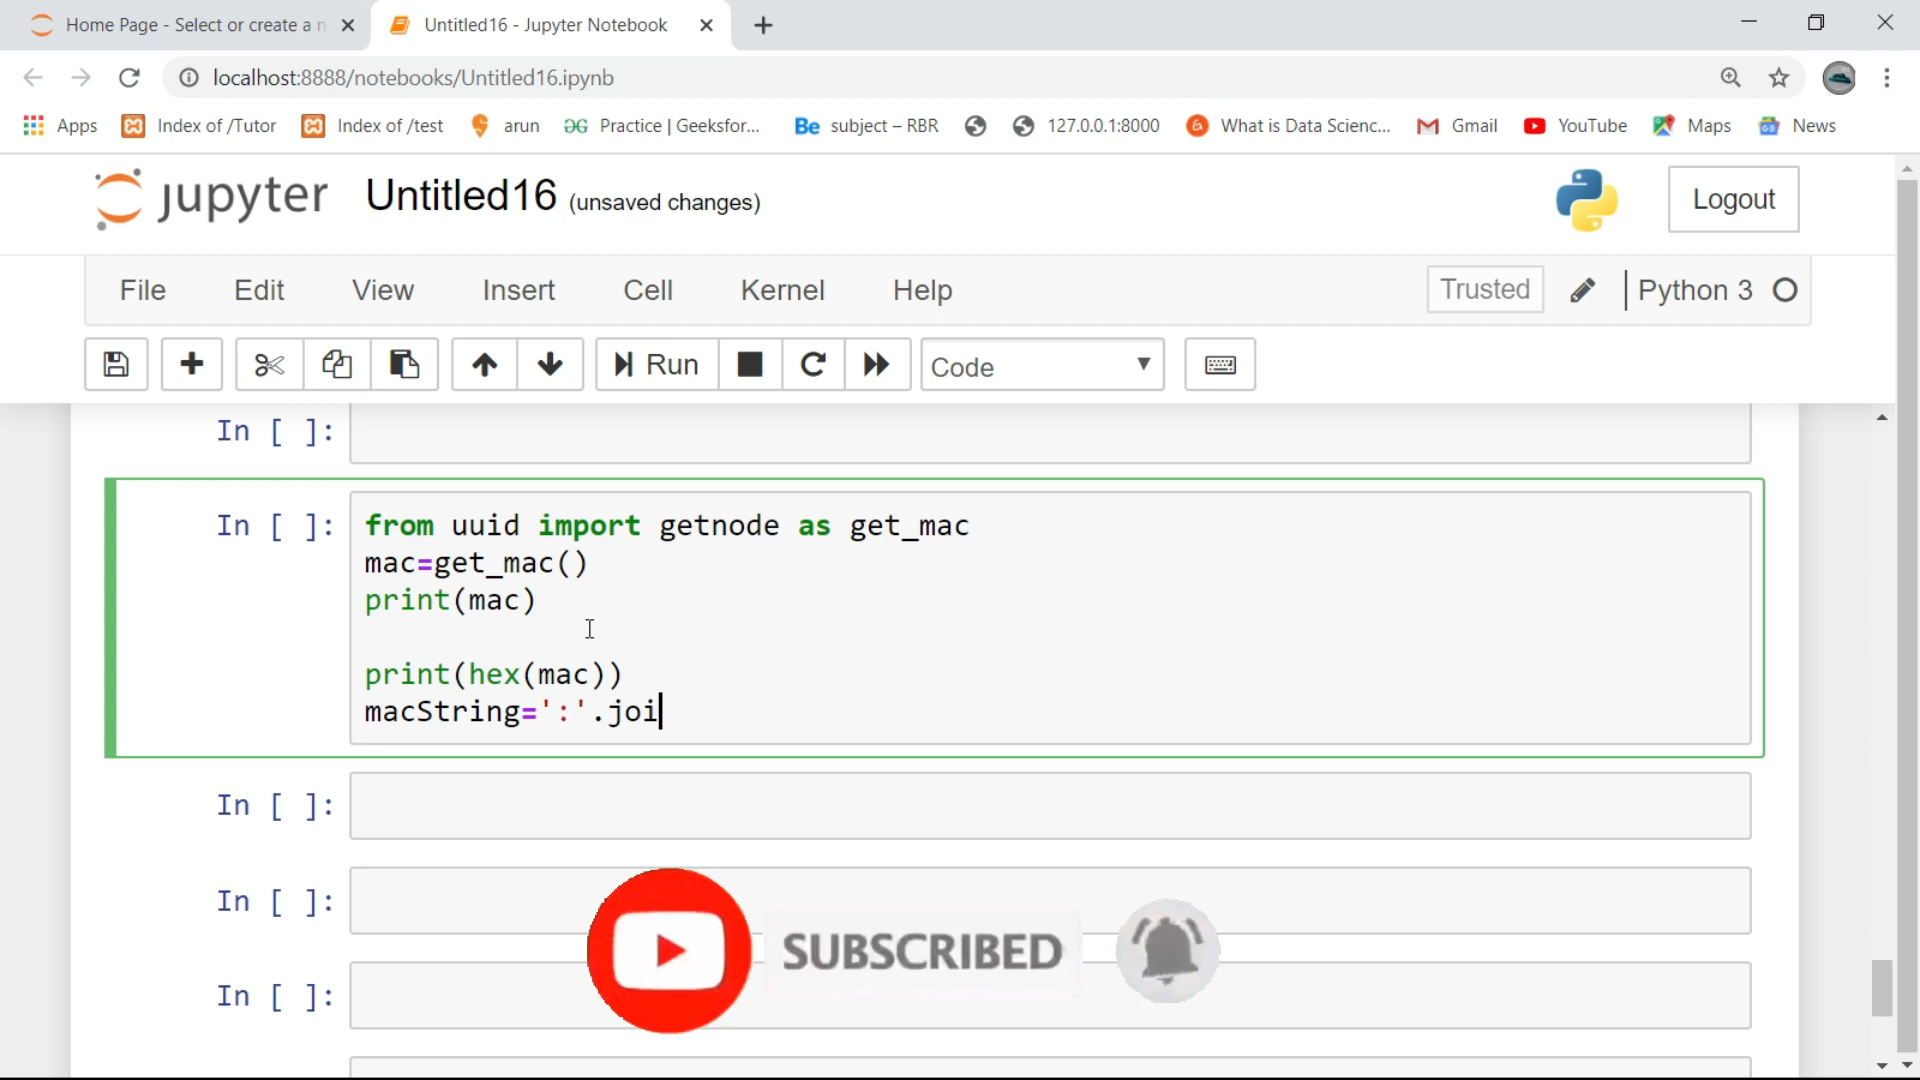 Home Page - Select or create a n
Untitled16 - Jupyter Notebook
localhost:8888/notebooks/Untitled16.ipynb
Apps
Index of /Tutor
Index of /test
arun
Practice | Geeksfor...
Be subject – RBR
127.0.0.1:8000
What is Data Scienc...
Gmail
YouTube
Maps
News
jupyter Untitled16 (unsaved changes)
Logout
File Edit View Insert Cell Kernel Help
Trusted
Python 3
Run
Code
In [ ]:
In [ ]:
from uuid import getnode as get_mac
mac=get_mac()
print(mac)
print(hex(mac))
macString=':'.joi
In [ ]:
In [ ]:
SUBSCRIBED
In [ ]: